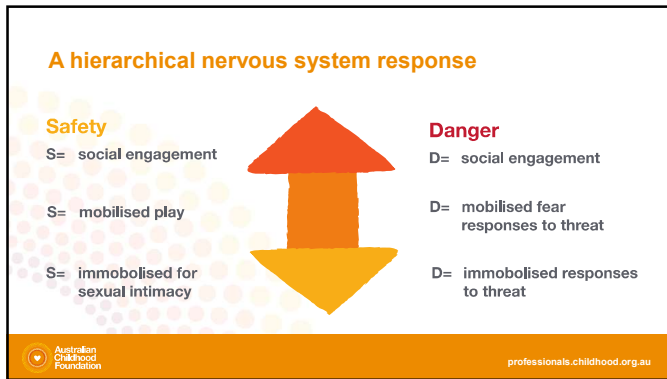 A hierarchical nervous system response
Safety
S= social engagement
S= mobilised play
S= immobolised for
sexual intimacy
Danger
D= social engagement
D= mobilised fear
responses to threat
D= immobolised responses
to threat
Australian
Childhood
Foundation
professionals.childhood.org.au